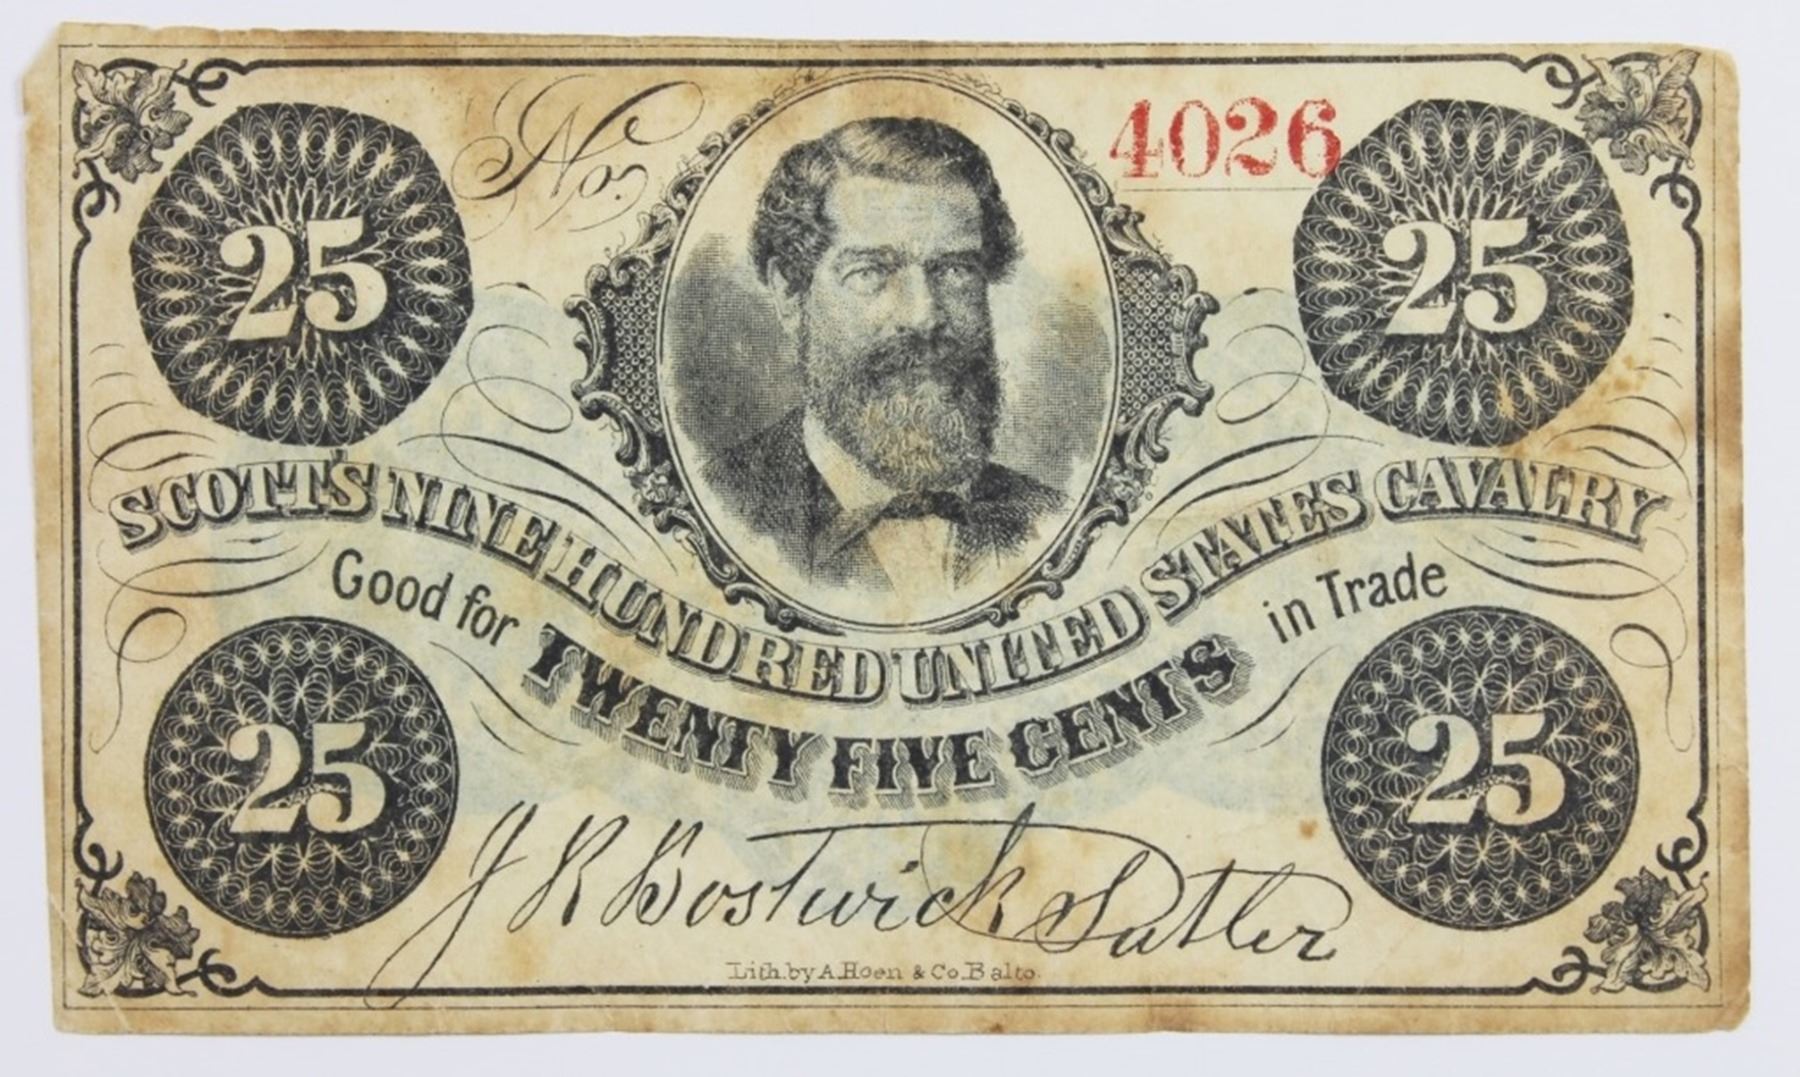 No. 4026
25 25
SCOTT'S NINE HUNDRED UNITED STATES CAVALRY
Good for TWENTY FIVE CENTS in Trade
25 25
J R Bostwick Sutler
Lith. by A. Hoen & Co. Balto.